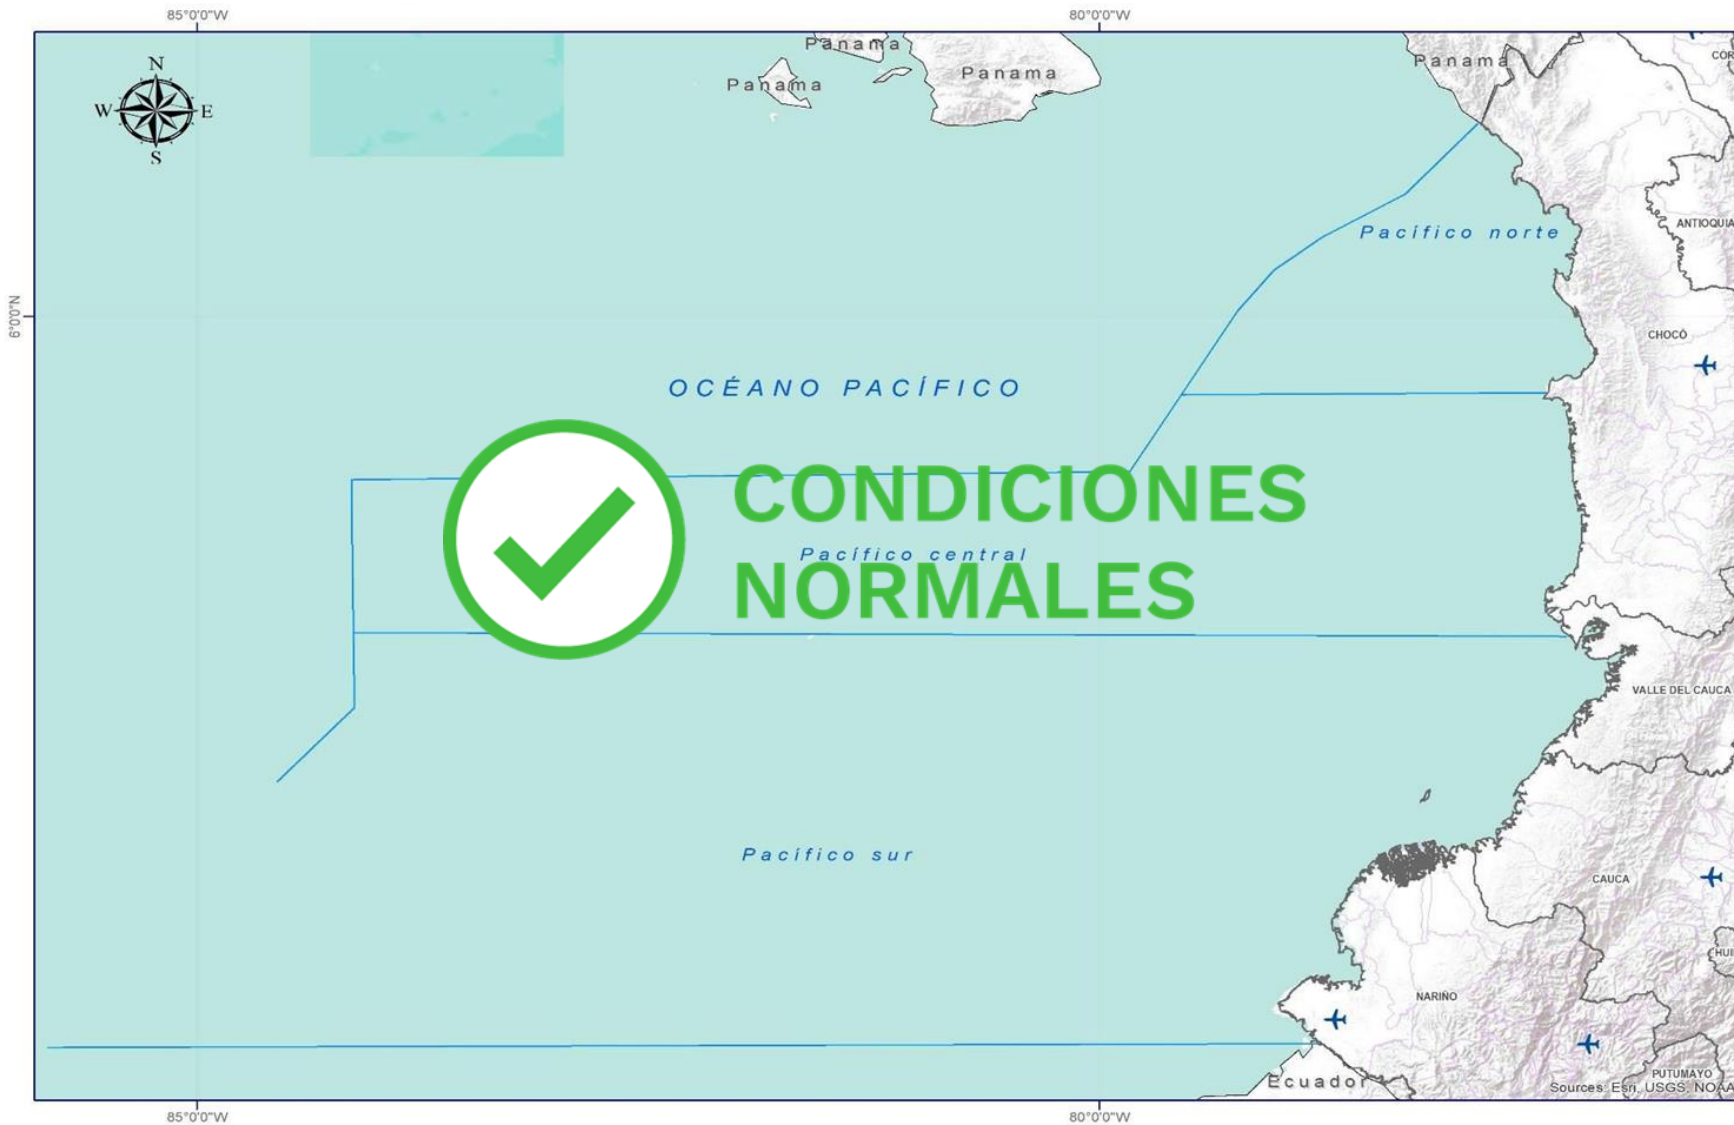 85°0'0"W
80°0'0"W
N
W
E
S
Panama
Panama
Panama
Panama
ANTIOQUIA
Pacífico norte
6°0'0"N
CHOCÓ
OCÉANO PACÍFICO
CONDICIONES
Pacífico central
NORMALES
VALLE DEL CAUCA
Pacífico sur
CAUCA
NARIÑO
PUTUMAYO
Ecuador
Sources: Esri, USGS, NOAA
85°0'0"W
80°0'0"W